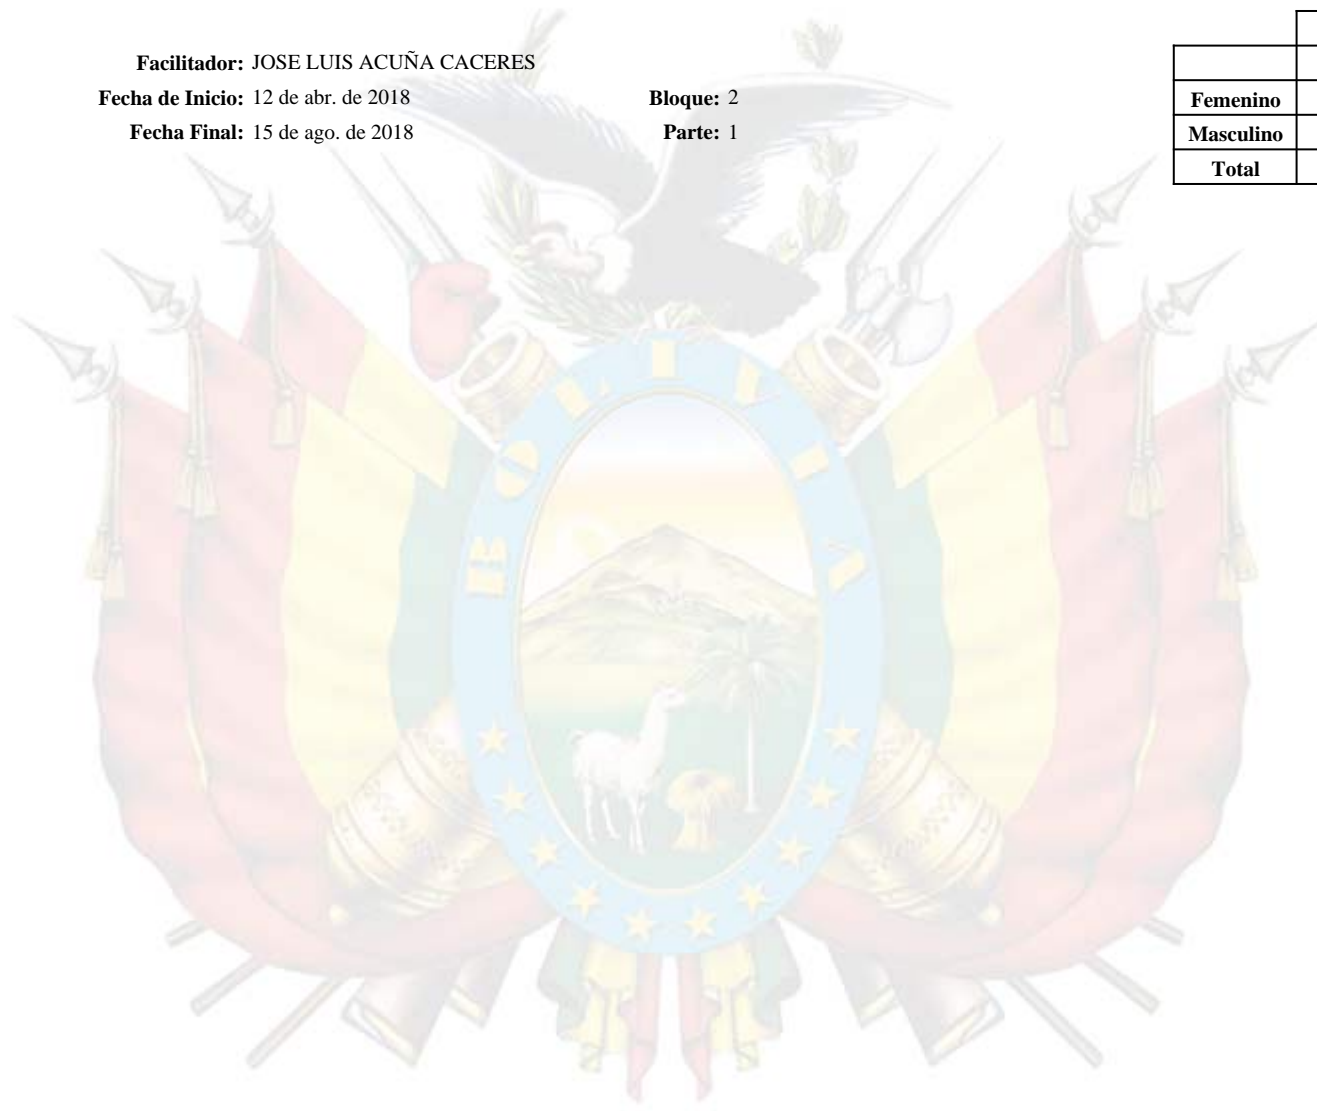 Facilitador: JOSE LUIS ACUÑA CACERES
Fecha de Inicio: 12 de abr. de 2018 Bloque: 2
Fecha Final: 15 de ago. de 2018 Parte: 1
Femenino
Masculino
Total
BOLIVIA